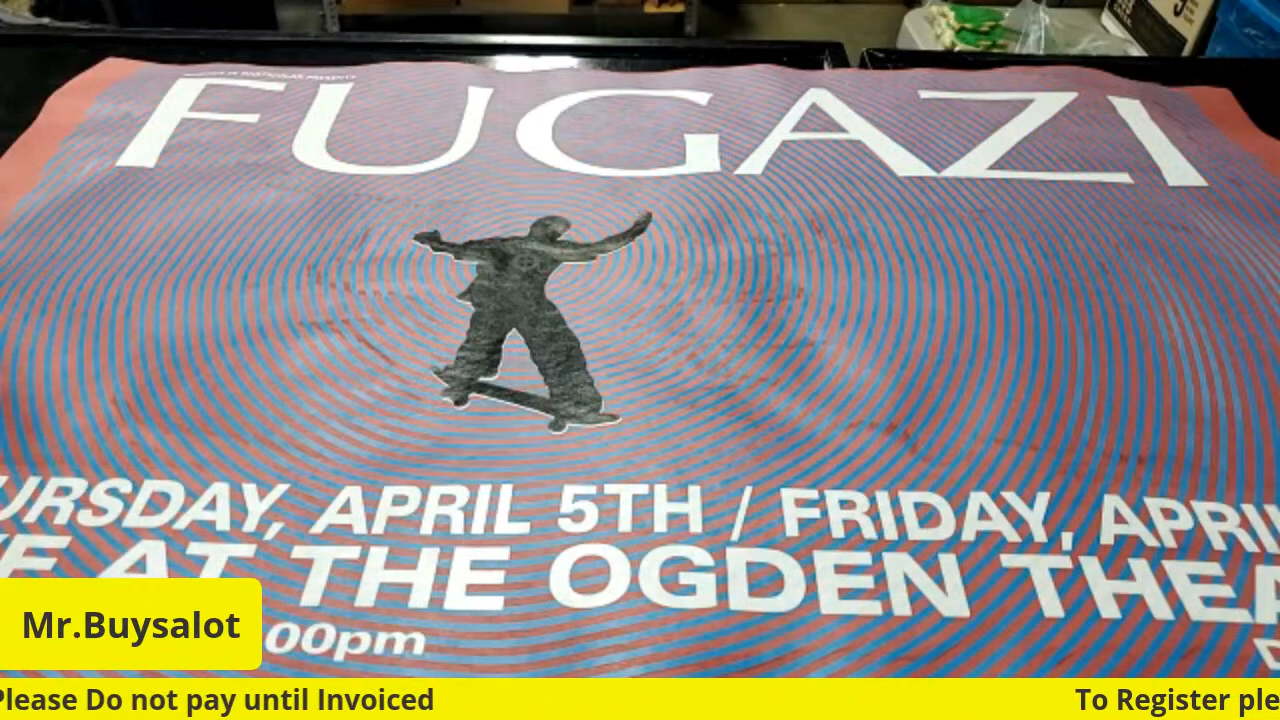 FUGAZI
URSDAY, APRIL 5TH / FRIDAY, APRI
E AT THE OGDEN THEA
00pm
Mr.Buysalot
Please Do not pay until Invoiced
To Register ple